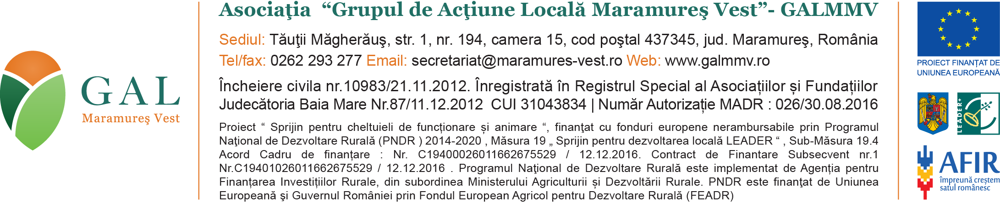 GAL
Maramureş Vest
Asociaţia “Grupul de Acţiune Locală Maramureş Vest”- GALMMV
Sediul: Tăuţii Măgherăuş, str. 1, nr. 194, camera 15, cod poştal 437345, jud. Maramureş, România
Tel/fax: 0262 293 277 Email: secretariat@maramures-vest.ro Web: www.galmmv.ro
Încheiere civila nr.10983/21.11.2012. Înregistrată în Registrul Special al Asociațiilor și Fundațiilor
Judecătoria Baia Mare Nr.87/11.12.2012 CUI 31043834 | Număr Autorizație MADR : 026/30.08.2016
Proiect “ Sprijin pentru cheltuieli de funcționare și animare “, finanţat cu fonduri europene nerambursabile prin Programul
Naţional de Dezvoltare Rurală (PNDR ) 2014-2020 , Măsura 19 „ Sprijin pentru dezvoltarea locală LEADER “ , Sub-Măsura 19.4
Acord Cadru de finanțare : Nr. C19400026011662675529 / 12.12.2016. Contract de Finantare Subsecvent nr.1
Nr.C19401026011662675529 / 12.12.2016 . Programul Naţional de Dezvoltare Rurală este implementat de Agenția pentru
Finanțarea Investițiilor Rurale, din subordinea Ministerului Agriculturii și Dezvoltării Rurale. PNDR este finanţat de Uniunea
Europeană şi Guvernul României prin Fondul European Agricol pentru Dezvoltare Rurală (FEADR)
PROIECT FINANȚAT DE
UNIUNEA EUROPEANĂ
LEADER+
AFIR
împreună creștem
satul românesc